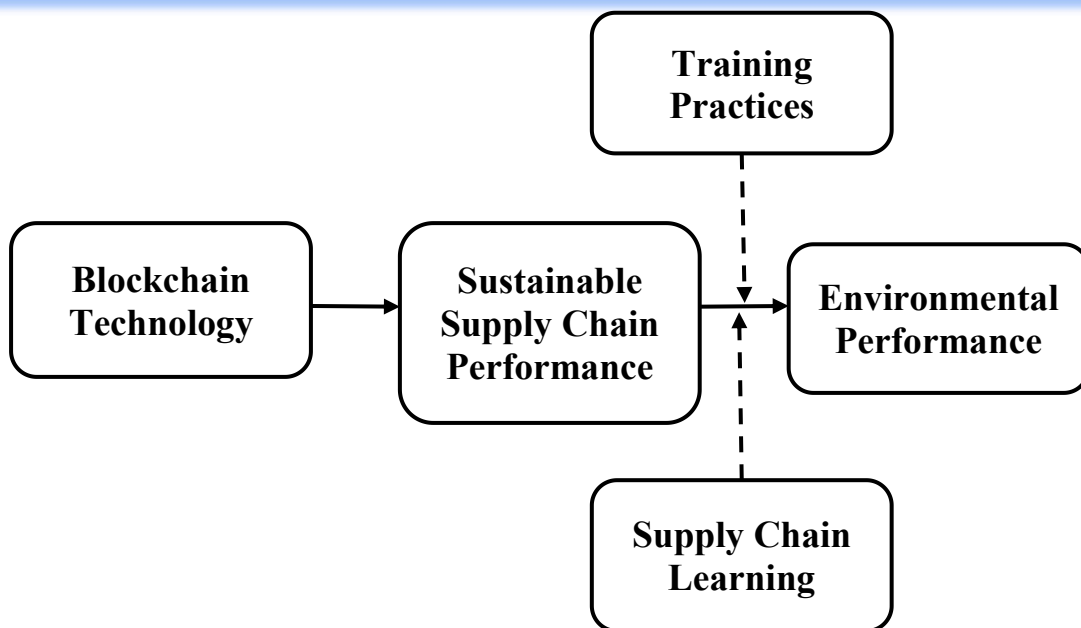 Training
Practices
Blockchain
Technology
Sustainable
Supply Chain
Performance
Environmental
Performance
Supply Chain
Learning